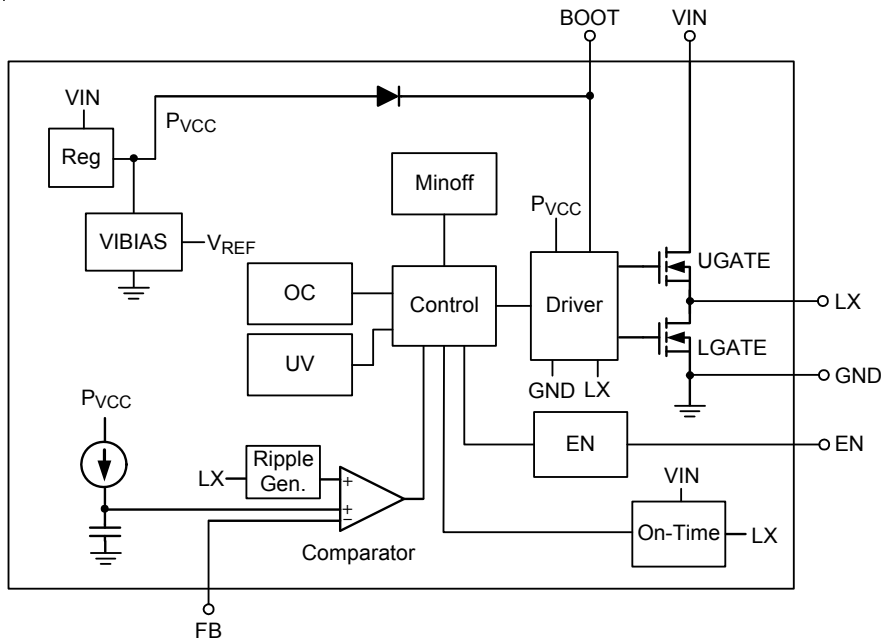 BOOT VIN
VIN
PVCC
Reg
Minoff
PVCC
VIBIAS
VREF
UGATE
OC
Control
Driver
LX
UV
LGATE
GND LX
GND
PVCC
EN
EN
Ripple
Gen.
LX
+
+
−
VIN
On-Time
LX
Comparator
FB